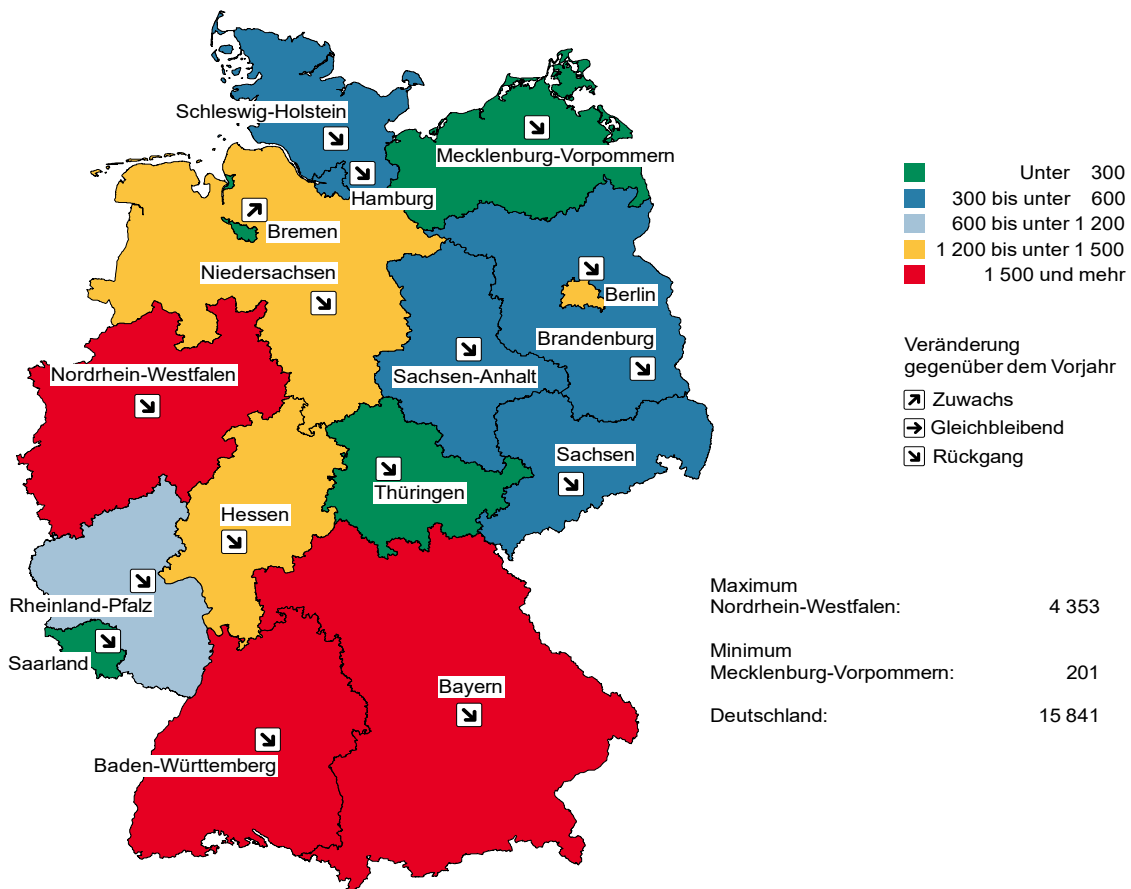 Schleswig-Holstein
Mecklenburg-Vorpommern
Hamburg
Bremen
Niedersachsen
Berlin
Brandenburg
Nordrhein-Westfalen
Sachsen-Anhalt
Sachsen
Thüringen
Hessen
Rheinland-Pfalz
Saarland
Bayern
Baden-Württemberg
Unter 300
300 bis unter 600
600 bis unter 1 200
1 200 bis unter 1 500
1 500 und mehr
Veränderung
gegenüber dem Vorjahr
Zuwachs
Gleichbleibend
Rückgang
Maximum
Nordrhein-Westfalen: 4 353
Minimum
Mecklenburg-Vorpommern: 201
Deutschland: 15 841